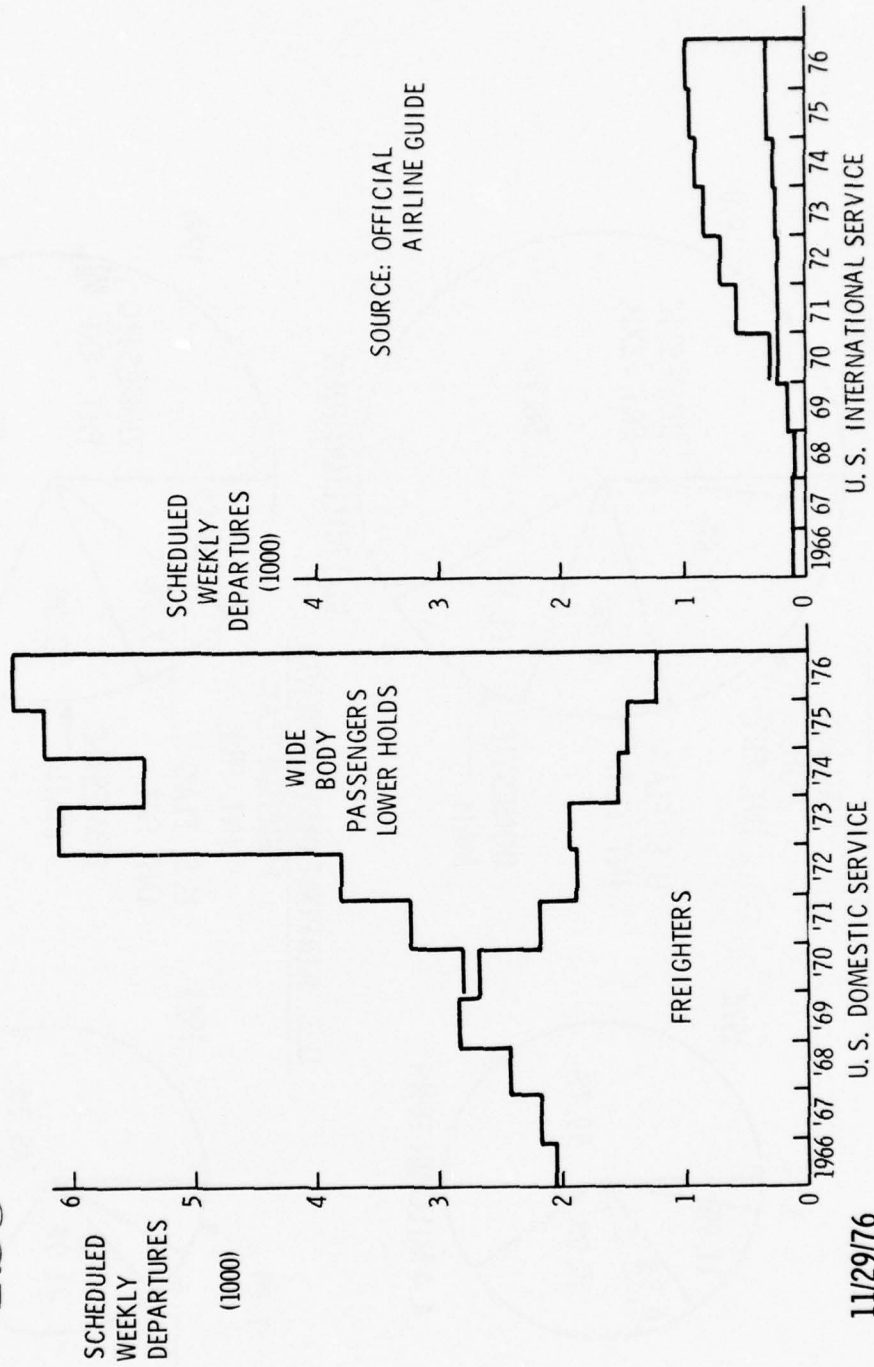 SCHEDULED
WEEKLY
DEPARTURES
(1000)
6
5
4
3
2
1
0
WIDE
BODY
PASSENGERS
LOWER HOLDS
FREIGHTERS
1966 '67 '68 '69 '70 '71 '72 '73 '74 '75 '76
U. S. DOMESTIC SERVICE
SCHEDULED
WEEKLY
DEPARTURES
(1000)
4
3
2
1
0
SOURCE: OFFICIAL
AIRLINE GUIDE
1966 67 68 69 70 71 72 73 74 75 76
U. S. INTERNATIONAL SERVICE
11/29/76